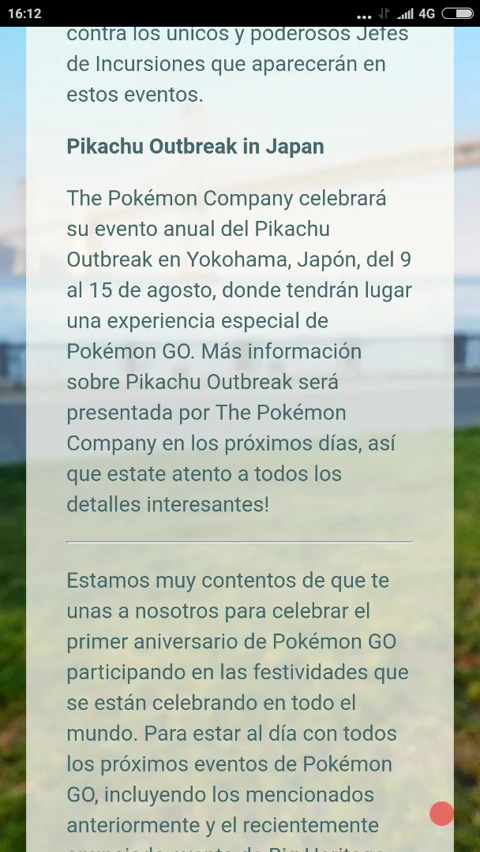 16:12
4G
contra los únicos y poderosos Jefes
de Incursiones que aparecerán en
estos eventos.
Pikachu Outbreak in Japan
The Pokémon Company celebrará
su evento anual del Pikachu
Outbreak en Yokohama, Japón, del 9
al 15 de agosto, donde tendrán lugar
una experiencia especial de
Pokémon GO. Más información
sobre Pikachu Outbreak será
presentada por The Pokémon
Company en los próximos días, así
que estate atento a todos los
detalles interesantes!
Estamos muy contentos de que te
unas a nosotros para celebrar el
primer aniversario de Pokémon GO
participando en las festividades que
se están celebrando en todo el
mundo. Para estar al día con todos
los próximos eventos de Pokémon
GO, incluyendo los mencionados
anteriormente y el recientemente
anunciado evento de Big Heritage